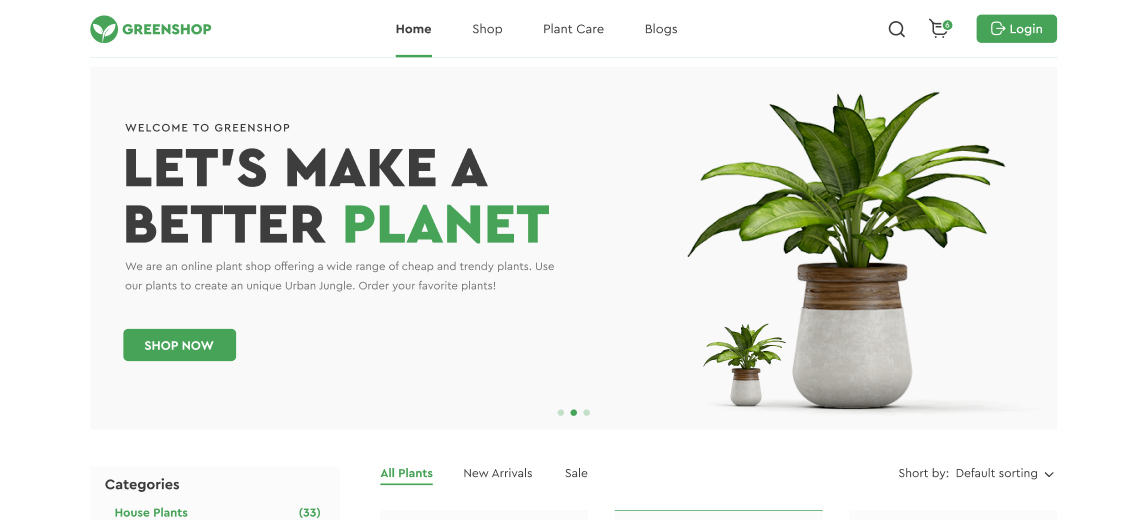 GREENSHOP
Home
Shop
Plant Care
Blogs
6
Login
WELCOME TO GREENSHOP
LET'S MAKE A
BETTER PLANET
We are an online plant shop offering a wide range of cheap and trendy plants. Use
our plants to create an unique Urban Jungle. Order your favorite plants!
SHOP NOW
All Plants
New Arrivals
Sale
Short by: Default sorting
Categories
House Plants (33)